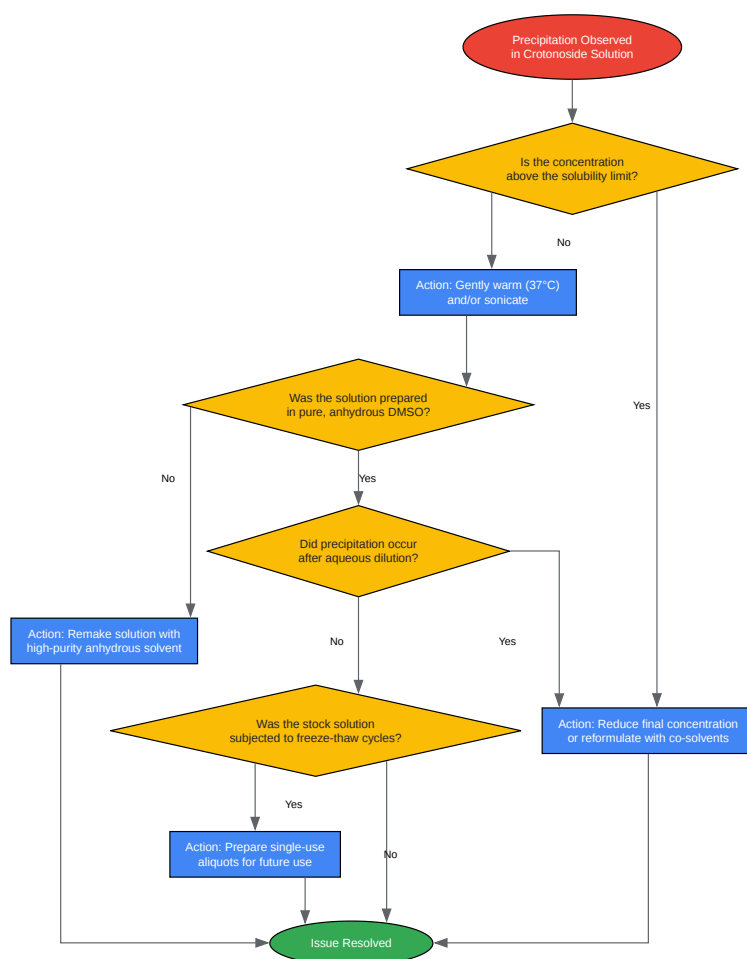 Precipitation Observed
in Crotonoside Solution
Is the concentration
above the solubility limit?
No
Action: Gently warm (37°C)
and/or sonicate
Yes
Was the solution prepared
in pure, anhydrous DMSO?
No
Yes
Did precipitation occur
after aqueous dilution?
Action: Remake solution with
high-purity anhydrous solvent
No
Yes
Was the stock solution
subjected to freeze-thaw cycles?
Action: Reduce final concentration
or reformulate with co-solvents
Yes
Action: Prepare single-use
aliquots for future use
No
Issue Resolved